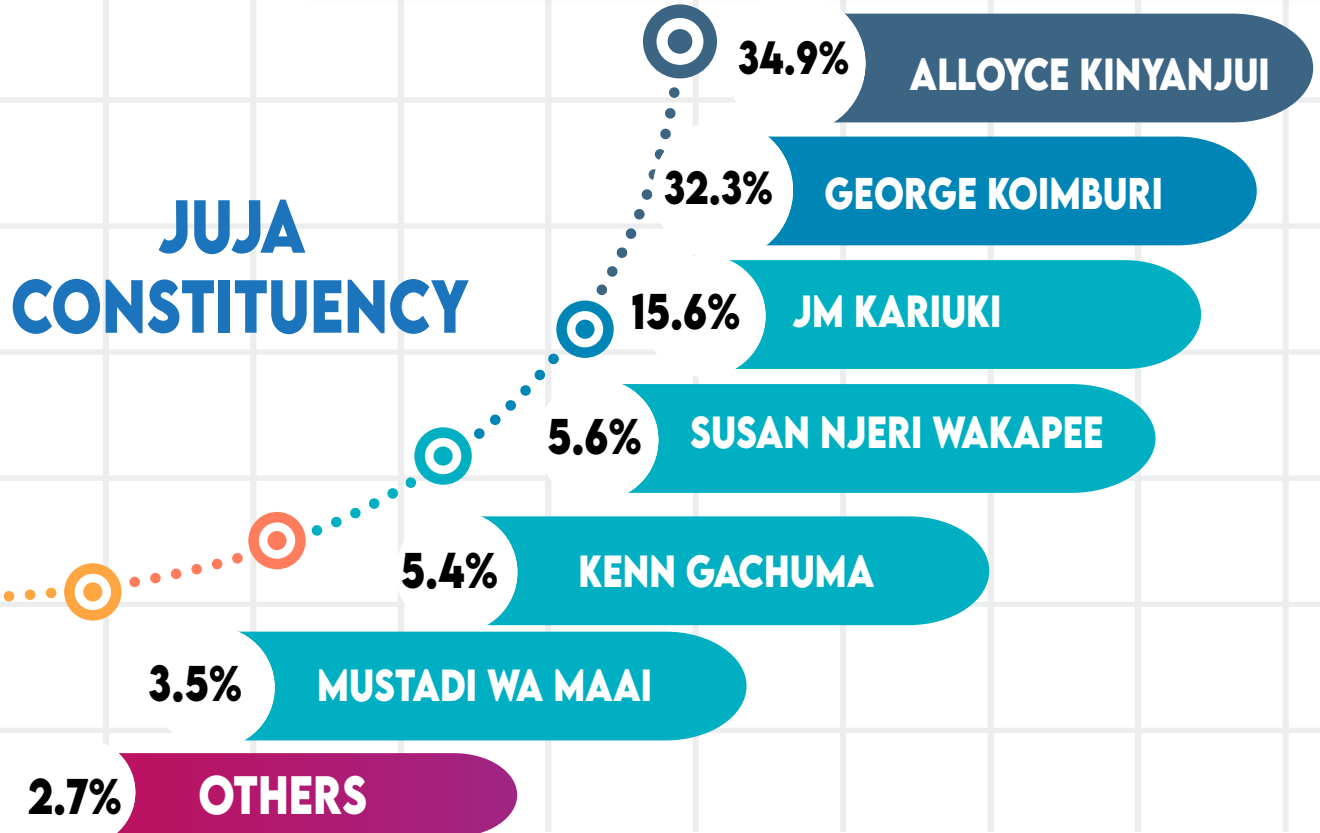 34.9% ALLOYCE KINYANJUI
32.3% GEORGE KOIMBURI
JUJA
CONSTITUENCY
15.6% JM KARIUKI
5.6% SUSAN NJERI WAKAPEE
5.4% KENN GACHUMA
3.5% MUSTADI WA MAAI
2.7% OTHERS